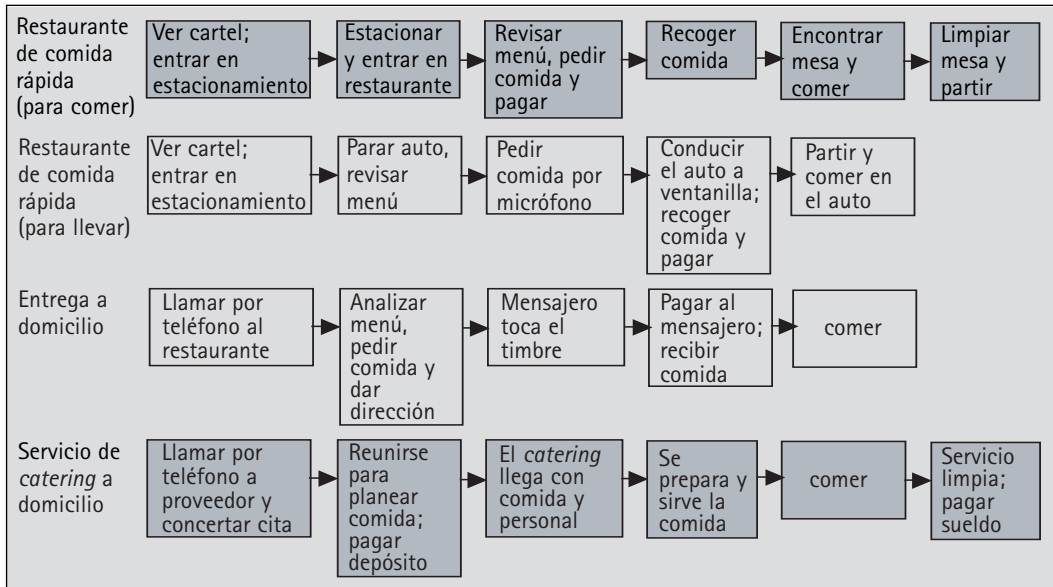 Restaurante
de comida
rápida
(para comer)
Ver cartel;
entrar en
estacionamiento
Estacionar
y entrar en
restaurante
Revisar
menú, pedir
comida y
pagar
Recoger
comida
Encontrar
mesa y
comer
Limpiar
mesa y
partir
Restaurante
de comida
rápida
(para llevar)
Ver cartel;
entrar en
estacionamiento
Parar auto,
revisar
menú
Pedir
comida por
micrófono
Conducir
el auto a
ventanilla;
recoger
comida y
pagar
Partir y
comer en
el auto
Entrega a
domicilio
Llamar por
teléfono al
restaurante
Analizar
menú,
pedir
comida y
dar
dirección
Mensajero
toca el
timbre
Pagar al
mensajero;
recibir
comida
comer
Servicio de
catering a
domicilio
Llamar por
teléfono a
proveedor y
concertar cita
Reunirse
para
planear
comida;
pagar
depósito
El catering
llega con
comida y
personal
Se
prepara y
sirve la
comida
comer
Servicio
limpia;
pagar
sueldo